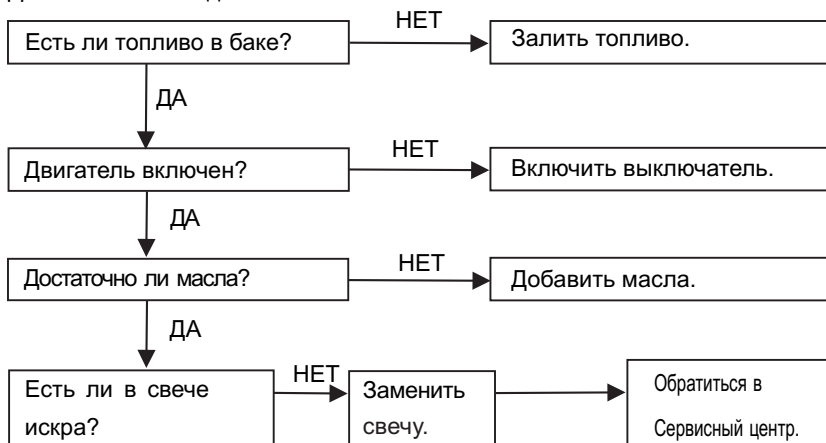 НЕТ
Есть ли топливо в баке?
Залить топливо.
ДА
НЕТ
Двигатель включен?
Включить выключатель.
ДА
НЕТ
Достаточно ли масла?
Добавить масла.
ДА
НЕТ
Есть ли в свече
искра?
Заменить
свечу.
Обратиться в
Сервисный центр.